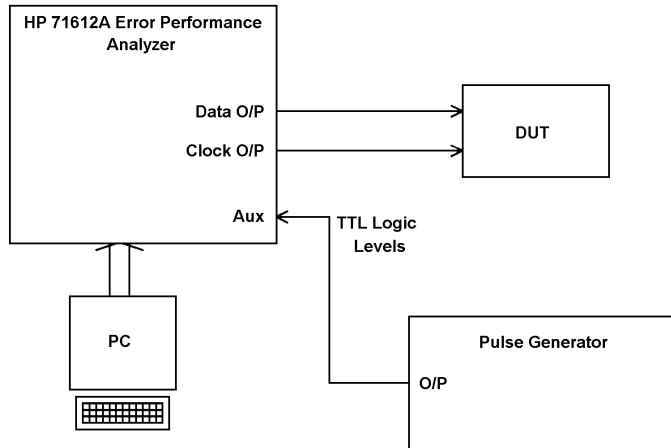 HP 71612A Error Performance
Analyzer
Data O/P
Clock O/P
DUT
Aux
TTL Logic
Levels
PC
Pulse Generator
O/P